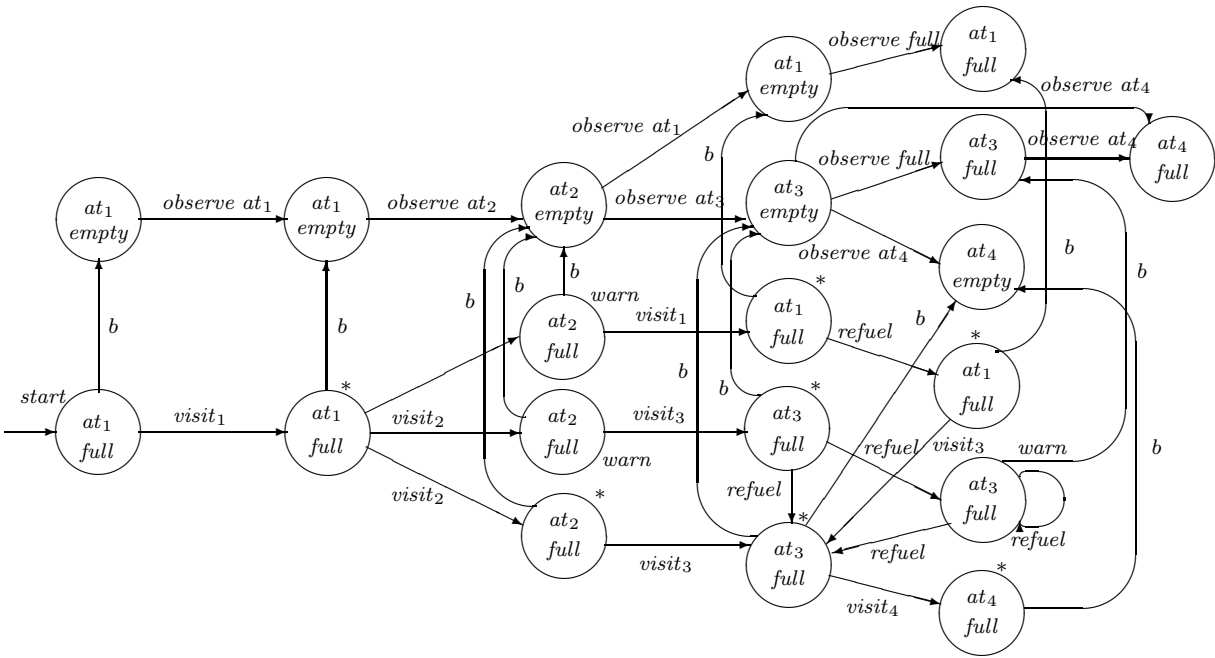 at1
full
observe full
at1
empty
observe at4
observe at1
at3
full
observe at4
at4
full
b
observe full
at1
empty
observe at1
at1
empty
observe at2
at2
empty
observe at3
at3
empty
observe at4
at4
empty
b
b
b
b
b
b
b
*
warn
at2
full
visit1
at1
full
b
refuel
*
at1
full
start
at1
full
visit1
*
at1
full
visit2
at2
full
warn
visit3
b
b
*
at3
full
refuel
visit3
warn
b
visit2
*
at2
full
refuel
*
at3
full
refuel
visit3
at3
full
refuel
visit4
*
at4
full